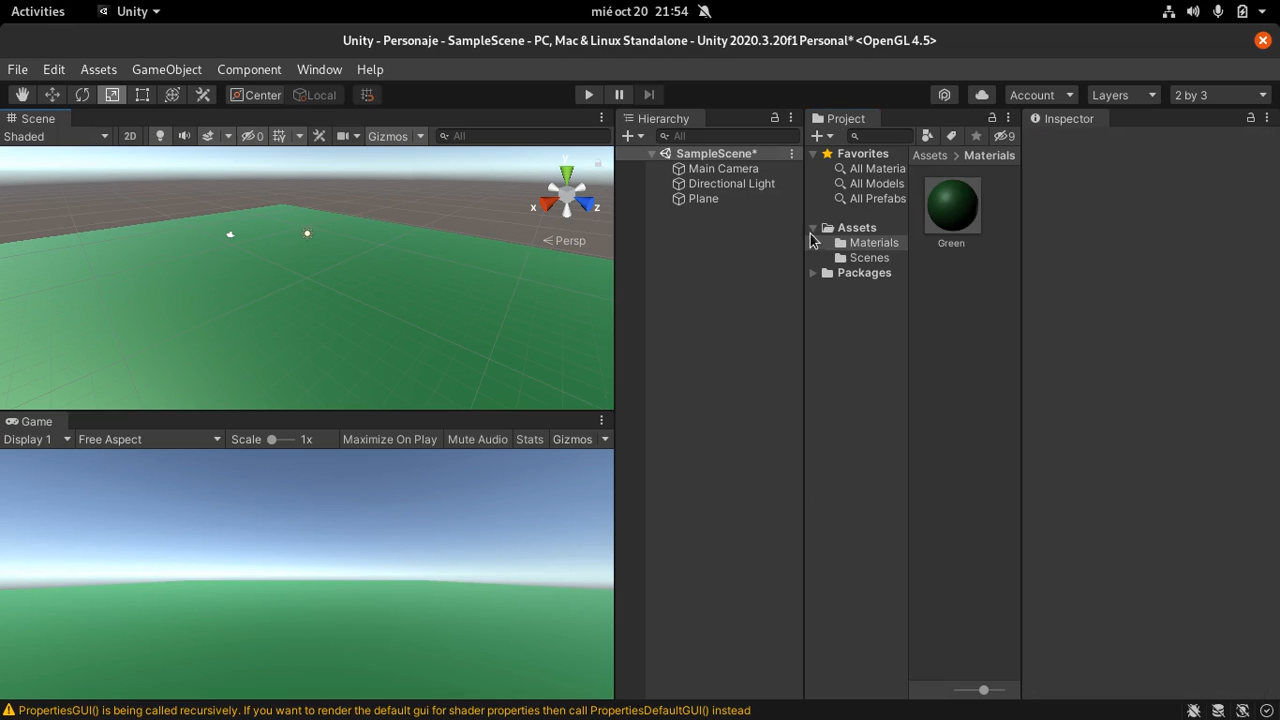 Activities Unity mié oct 20 21:54
Unity - Personaje - SampleScene - PC, Mac & Linux Standalone - Unity 2020.3.20f1 Personal* <OpenGL 4.5>
File Edit Assets GameObject Component Window Help
Center Local Account Layers 2 by 3
Scene Hierarchy Project Inspector
Shaded 2D 0 Gizmos All All 9
SampleScene* Favorites Assets > Materials
Main Camera All Materia
Directional Light All Models
Plane All Prefabs
y
x z
Assets
Persp Materials Green
Scenes
Packages
Game
Display 1 Free Aspect Scale 1x Maximize On Play Mute Audio Stats Gizmos
PropertiesGUI() is being called recursively. If you want to render the default gui for shader properties then call PropertiesDefaultGUI() instead